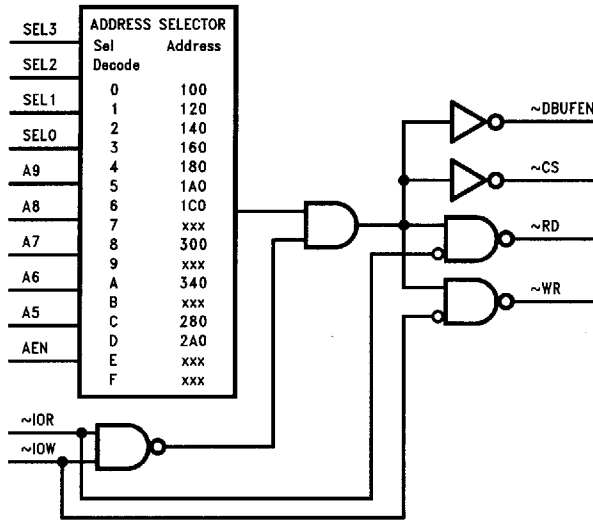 SEL3
SEL2
SEL1
SEL0
A9
A8
A7
A6
A5
AEN
~IOR
~IOW
ADDRESS SELECTOR
Sel Address
Decode
0 100
1 120
2 140
3 160
4 180
5 1A0
6 1C0
7 xxx
8 300
9 xxx
A 340
B xxx
C 280
D 2A0
E xxx
F xxx
~DBUFEN
~CS
~RD
~WR